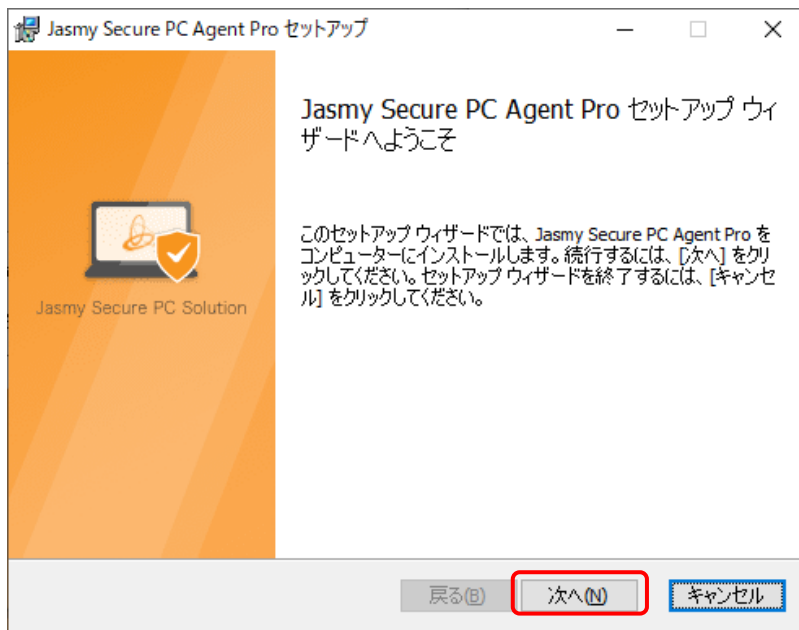 Jasmy Secure PC Agent Pro セットアップ
Jasmy Secure PC Agent Pro セットアップ ウィ
ザードへようこそ
このセットアップ ウィザードでは、Jasmy Secure PC Agent Pro を
コンピューターにインストールします。続行するには、[次へ] をクリ
ックしてください。セットアップ ウィザードを終了するには、[キャンセ
ル] をクリックしてください。
Jasmy Secure PC Solution
戻る(B) 次へ(N) キャンセル